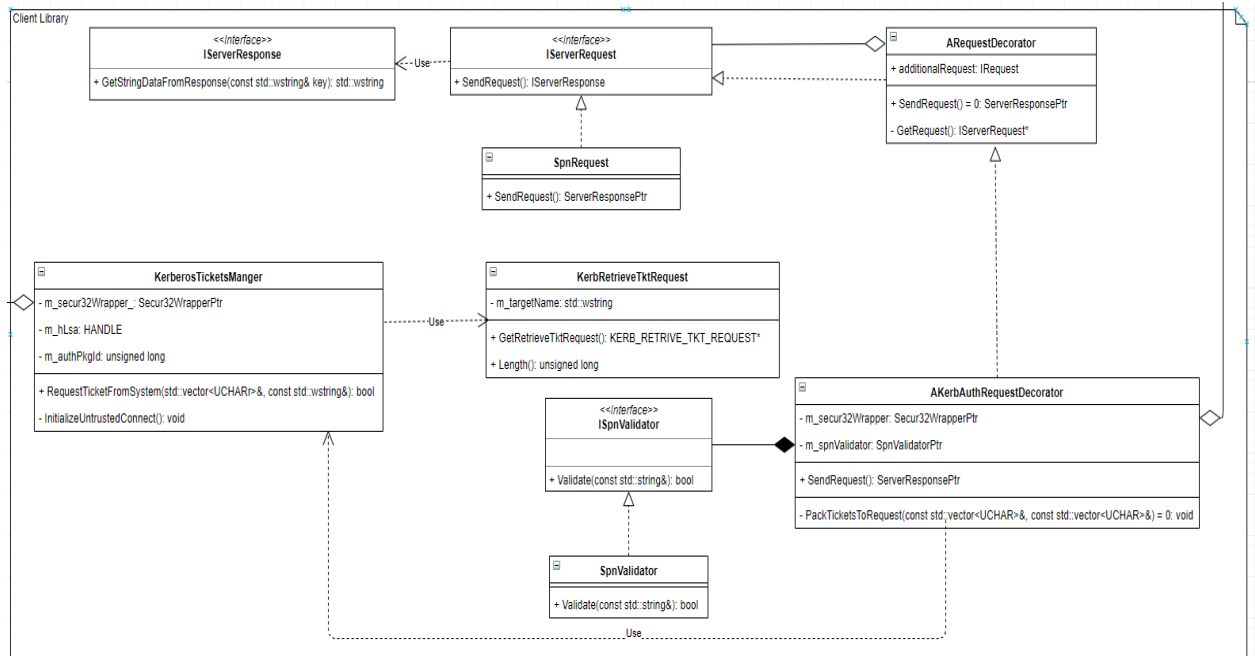 Client Library
<<Interface>>
IServerResponse
+ GetStringDataFromResponse(const std::wstring& key): std::wstring
Use
<<Interface>>
IServerRequest
+ SendRequest(): IServerResponse
ARequestDecorator
+ additionalRequest: IRequest
+ SendRequest() = 0: ServerResponsePtr
- GetRequest(): IServerRequest*
SpnRequest
+ SendRequest(): ServerResponsePtr
KerberosTicketsManger
- m_secur32Wrapper_: Secur32WrapperPtr
- m_hLsa: HANDLE
- m_authPkgId: unsigned long
+ RequestTicketFromSystem(std::vector<UCHARr>&, const std::wstring&): bool
- InitializeUntrustedConnect(): void
Use
KerbRetrieveTktRequest
- m_targetName: std::wstring
+ GetRetrieveTktRequest(): KERB_RETRIVE_TKT_REQUEST*
+ Length(): unsigned long
<<Interface>>
ISpnValidator
+ Validate(const std::string&): bool
AKerbAuthRequestDecorator
- m_secur32Wrapper: Secur32WrapperPtr
- m_spnValidator: SpnValidatorPtr
+ SendRequest(): ServerResponsePtr
- PackTicketsToRequest(const std::vector<UCHAR>&, const std::vector<UCHAR>&) = 0: void
SpnValidator
+ Validate(const std::string&): bool
Use